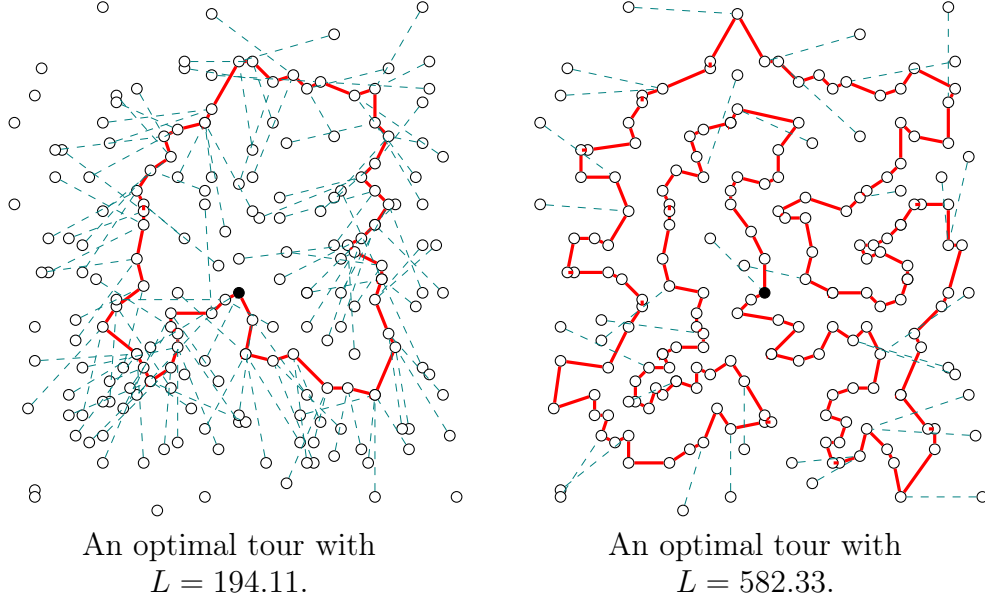 An optimal tour with
L = 194.11.
An optimal tour with
L = 582.33.